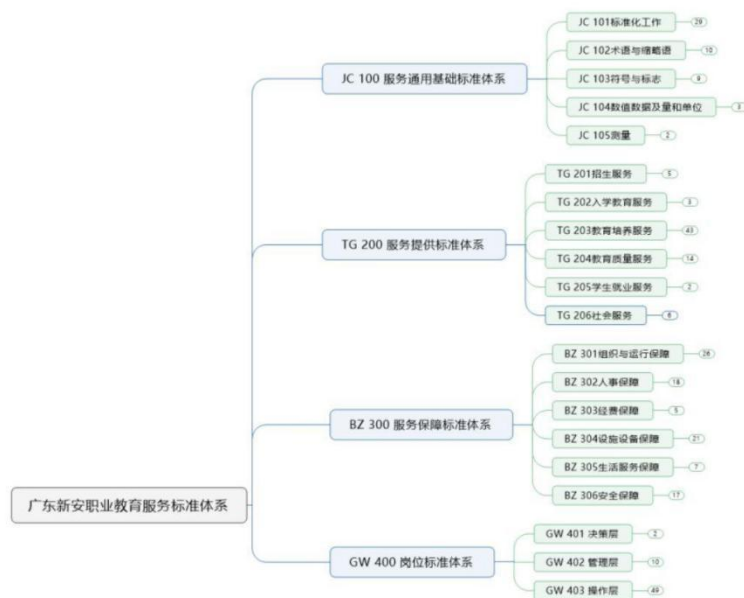 JC 101标准化工作 29
JC 102术语与缩略语 10
JC 100 服务通用基础标准体系
JC 103符号与标志 8
JC 104数值数据及量和单位 3
JC 105测量 2
TG 201招生服务 5
TG 202入学教育服务 3
TG 203教育培养服务 43
TG 200 服务提供标准体系
TG 204教育质量服务 14
TG 205学生就业服务 2
TG 206社会服务 6
BZ 301组织与运行保障 26
BZ 302人事保障 18
BZ 303经费保障 5
BZ 300 服务保障标准体系
BZ 304设施设备保障 21
BZ 305生活服务保障 7
BZ 306安全保障 17
广东新安职业教育服务标准体系
GW 401 决策层 2
GW 400 岗位标准体系
GW 402 管理层 10
GW 403 操作层 49